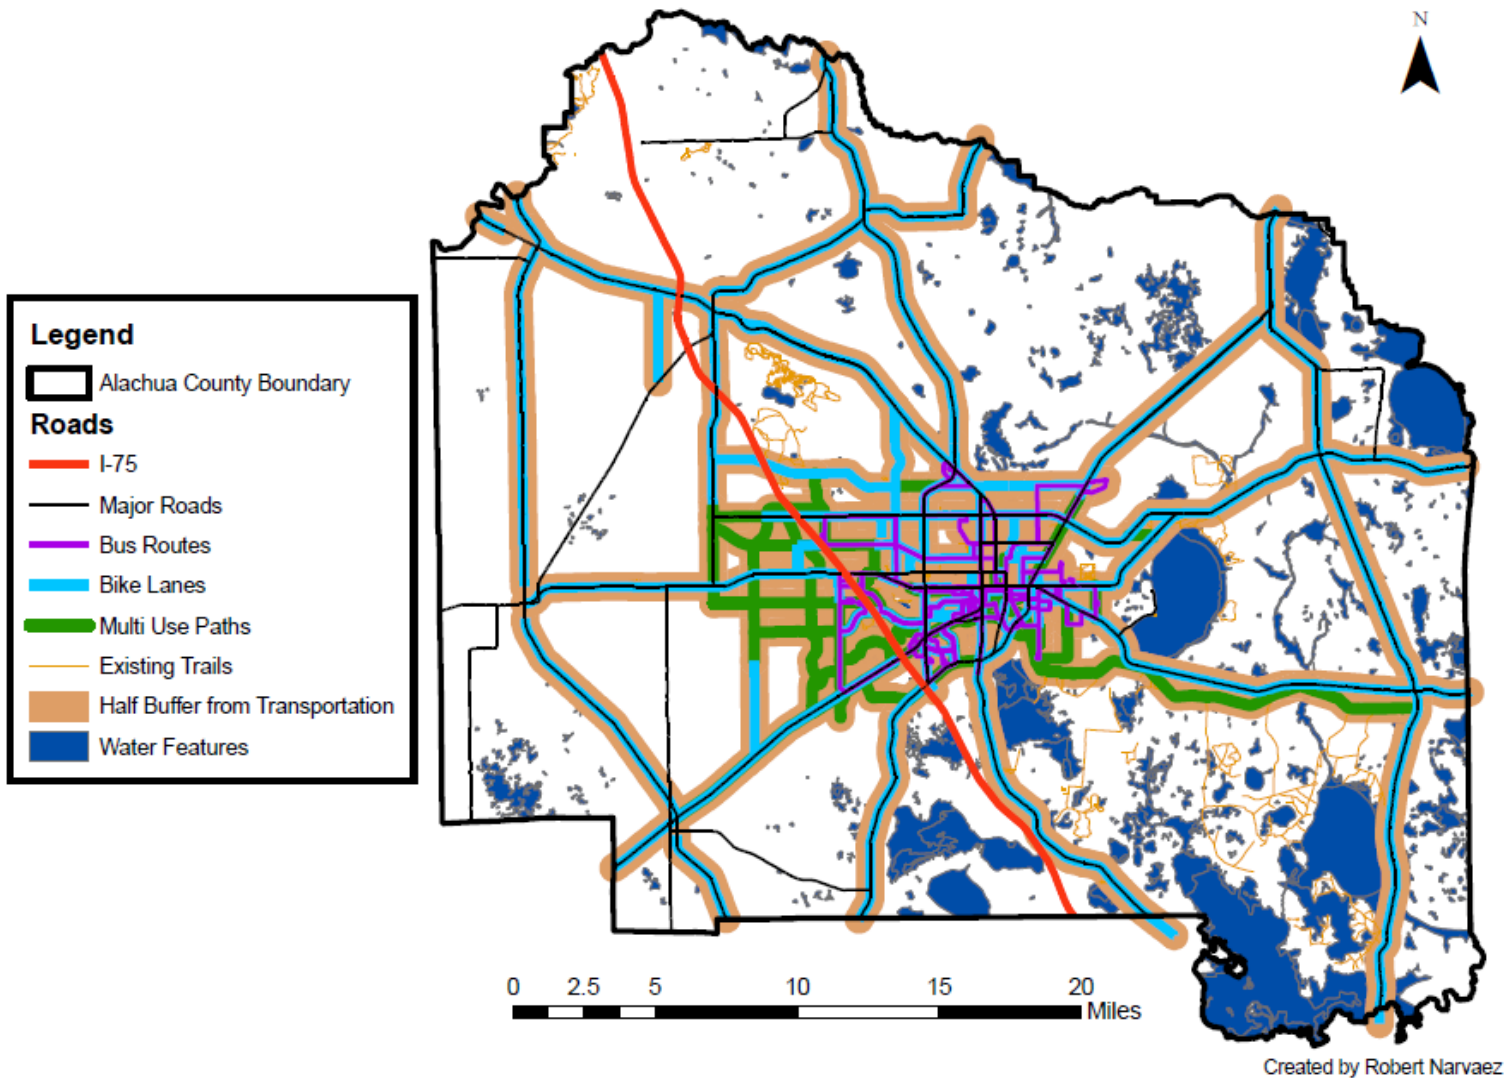 N
Legend
Alachua County Boundary
Roads
I-75
Major Roads
Bus Routes
Bike Lanes
Multi Use Paths
Existing Trails
Half Buffer from Transportation
Water Features
0 2.5 5 10 15 20
Miles
Created by Robert Narvaez